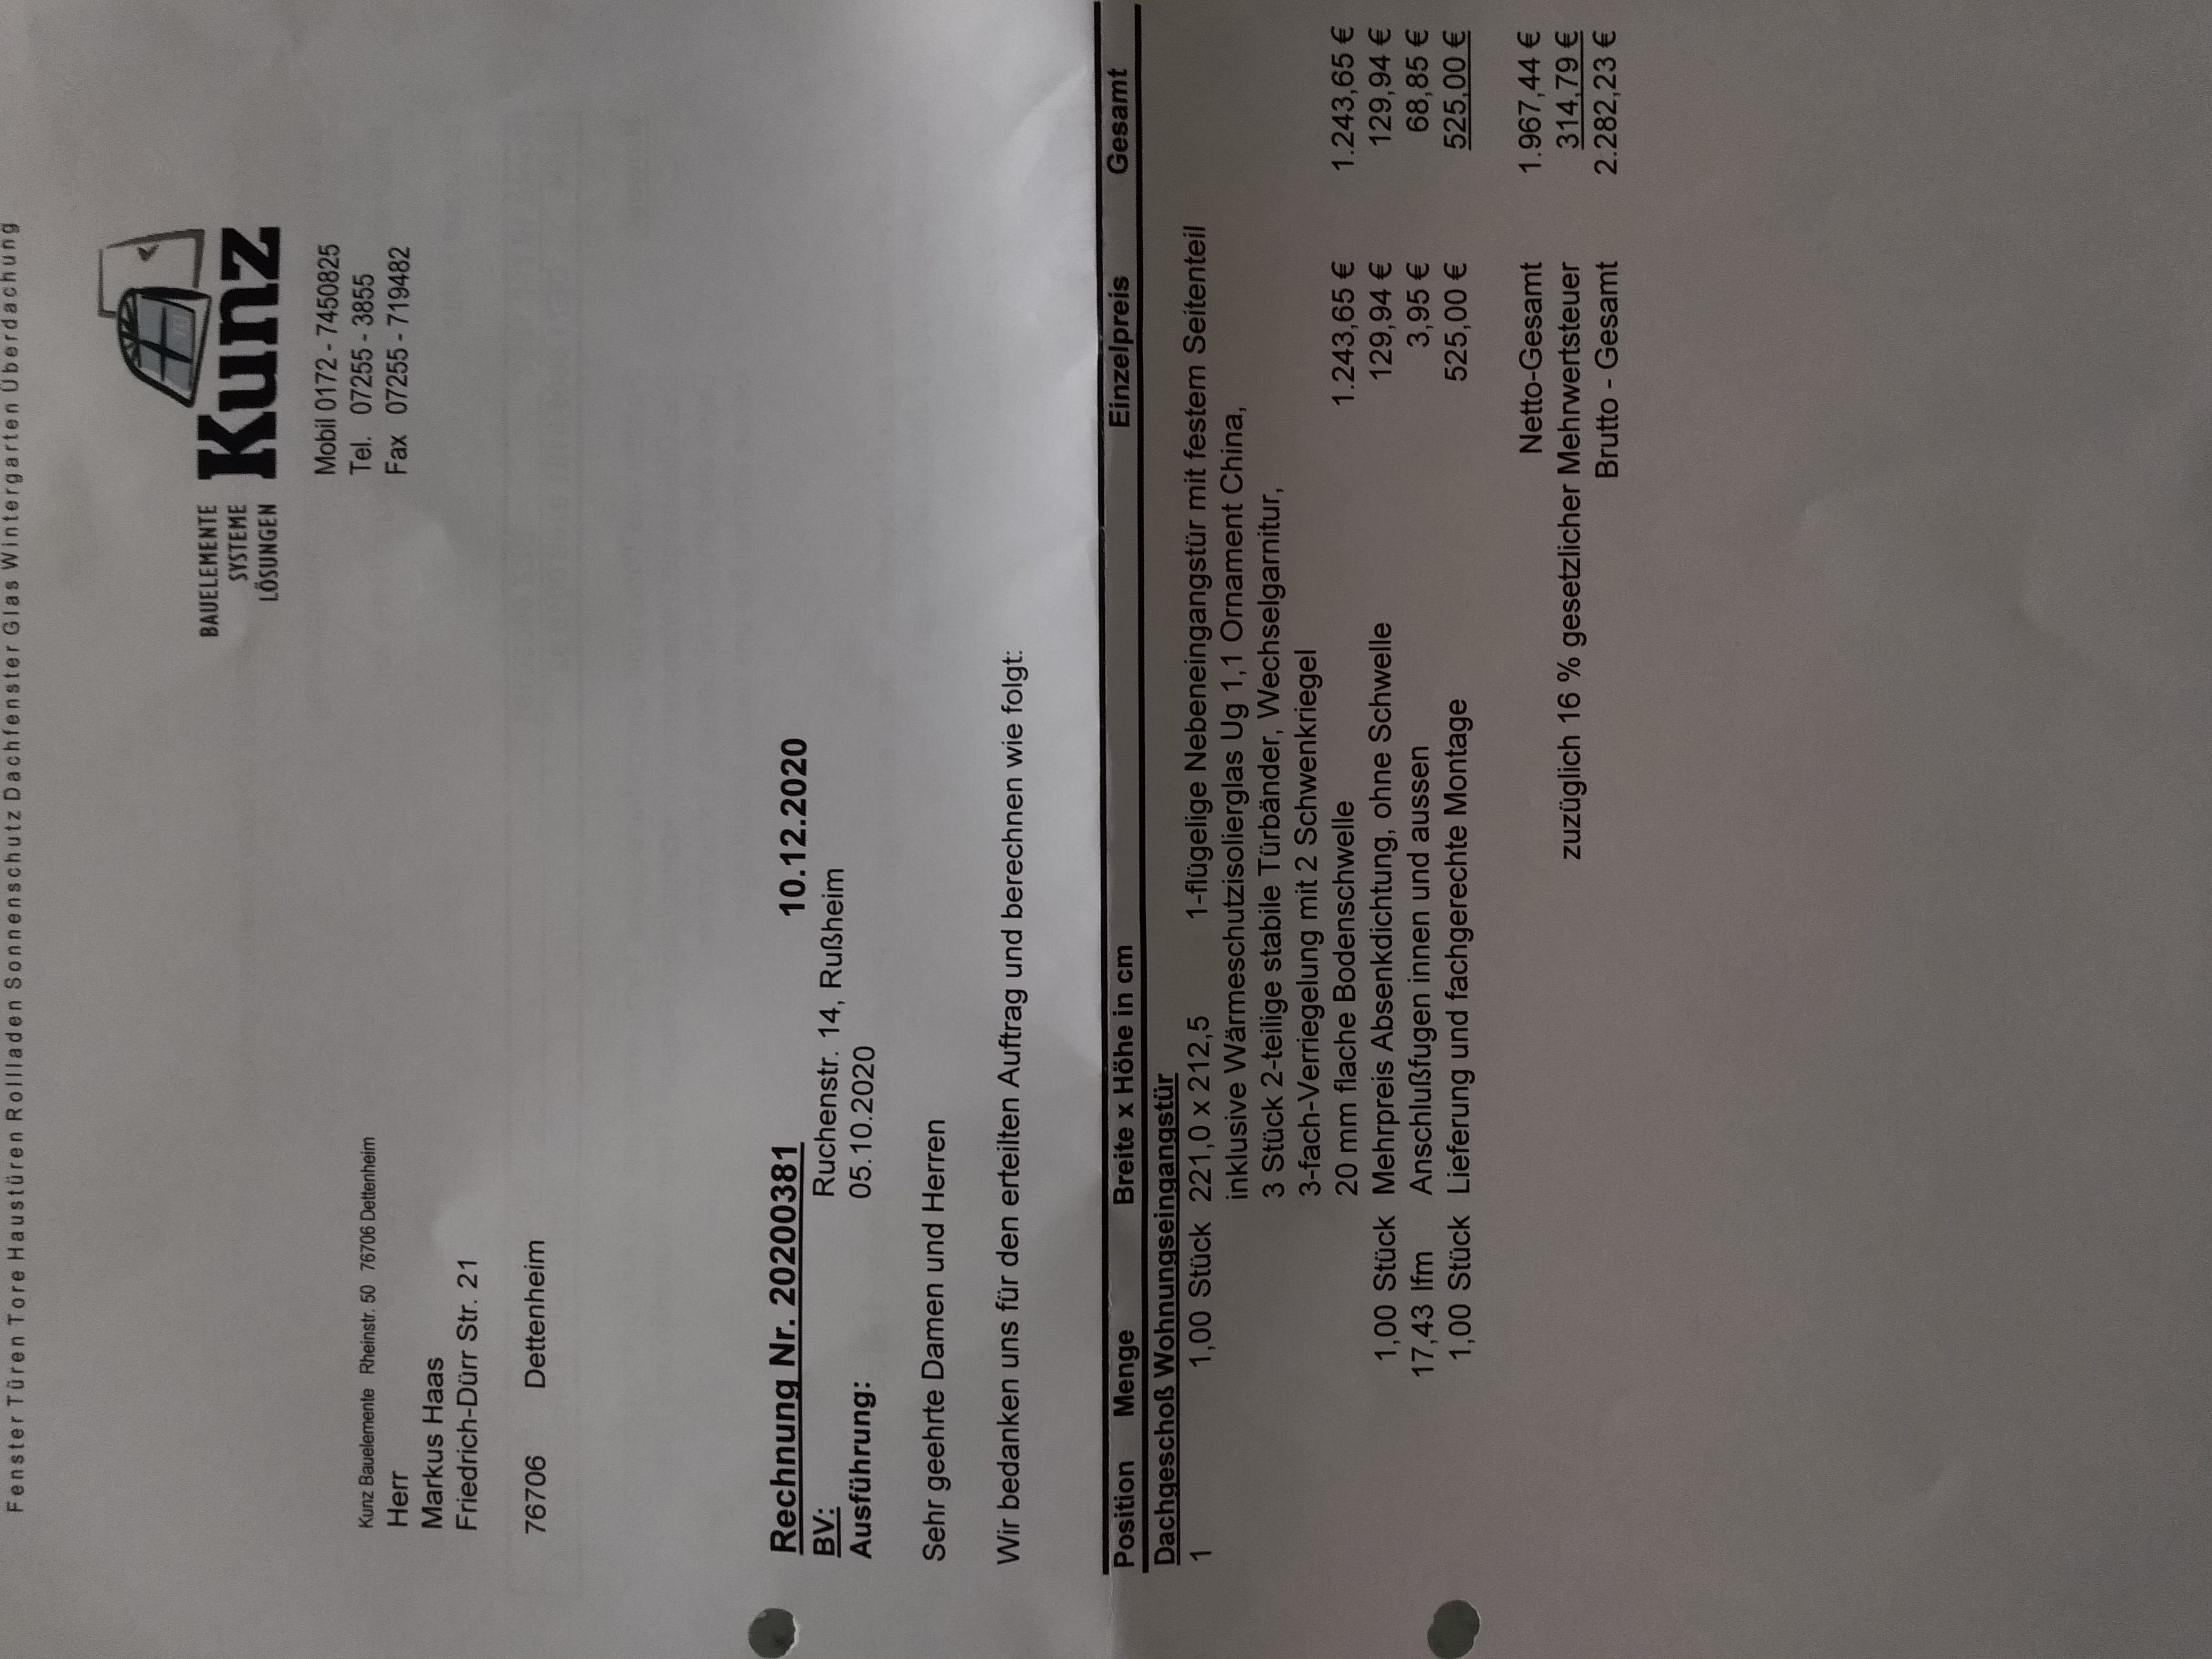 Fenster Türen Tore Haustüren Rollladen Sonnenschutz Dachfenster Glas Wintergarten Überdachung
BAUELEMENTE
SYSTEME
LÖSUNGEN
Kunz
Mobil 0172 - 7450825
Tel. 07255 - 3855
Fax 07255 - 719482
Kunz Bauelemente Rheinstr. 50 76706 Dettenheim
Herr
Markus Haas
Friedrich-Dürr Str. 21
76706 Dettenheim
Rechnung Nr. 20200381 10.12.2020
BV: Ruchenstr. 14, Rußheim
Ausführung: 05.10.2020
Sehr geehrte Damen und Herren
Wir bedanken uns für den erteilten Auftrag und berechnen wie folgt:
Position Menge Breite x Höhe in cm Einzelpreis Gesamt
Dachgeschoß Wohnungseingangstür
1 1,00 Stück 221,0 x 212,5 1-flügelige Nebeneingangstür mit festem Seitenteil
inklusive Wärmeschutzisolierglas Ug 1,1 Ornament China,
3 Stück 2-teilige stabile Türbänder, Wechselgarnitur,
3-fach-Verriegelung mit 2 Schwenkriegel
20 mm flache Bodenschwelle 1.243,65 € 1.243,65 €
1,00 Stück Mehrpreis Absenkdichtung, ohne Schwelle 129,94 € 129,94 €
17,43 lfm Anschlußfugen innen und aussen 3,95 € 68,85 €
1,00 Stück Lieferung und fachgerechte Montage 525,00 € 525,00 €
Netto-Gesamt 1.967,44 €
zuzüglich 16 % gesetzlicher Mehrwertsteuer 314,79 €
Brutto - Gesamt 2.282,23 €